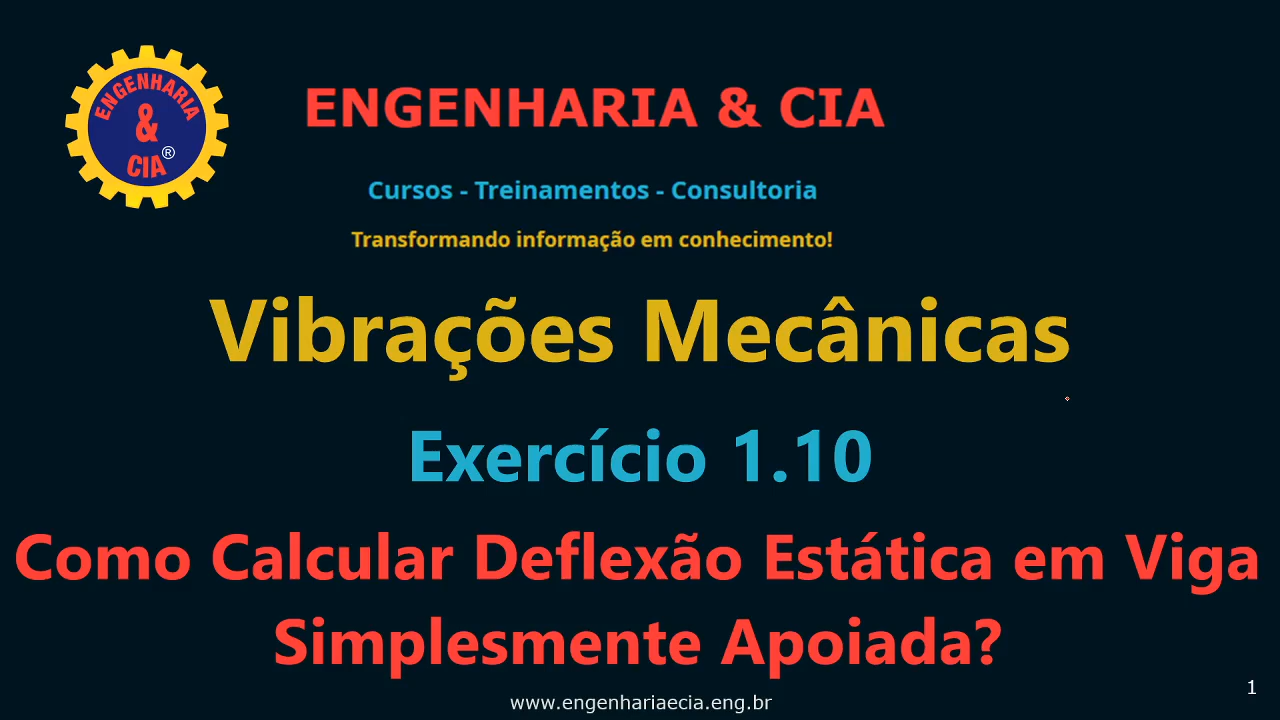 ENGENHARIA
&
CIA®
ENGENHARIA & CIA
Cursos - Treinamentos - Consultoria
Transformando informação em conhecimento!
Vibrações Mecânicas
Exercício 1.10
Como Calcular Deflexão Estática em Viga
Simplesmente Apoiada?
www.engenhariaecia.eng.br
1